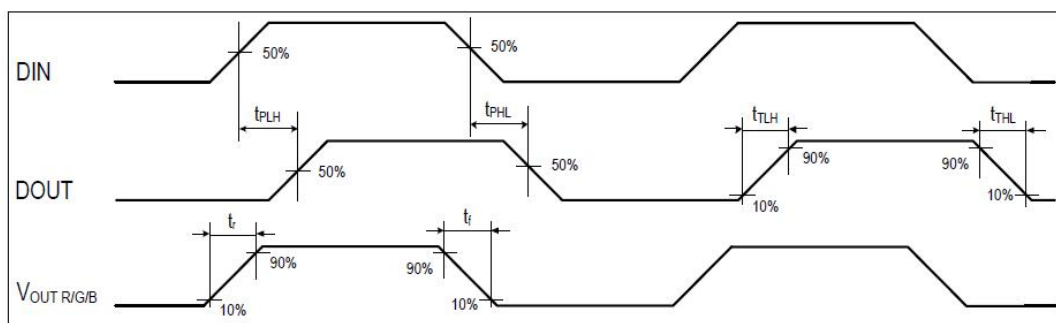 DIN
50%
50%
tPLH
tPHL
tTLH
tTHL
DOUT
50%
50%
90%
90%
10%
10%
tr
tf
VOUT R/G/B
90%
90%
10%
10%